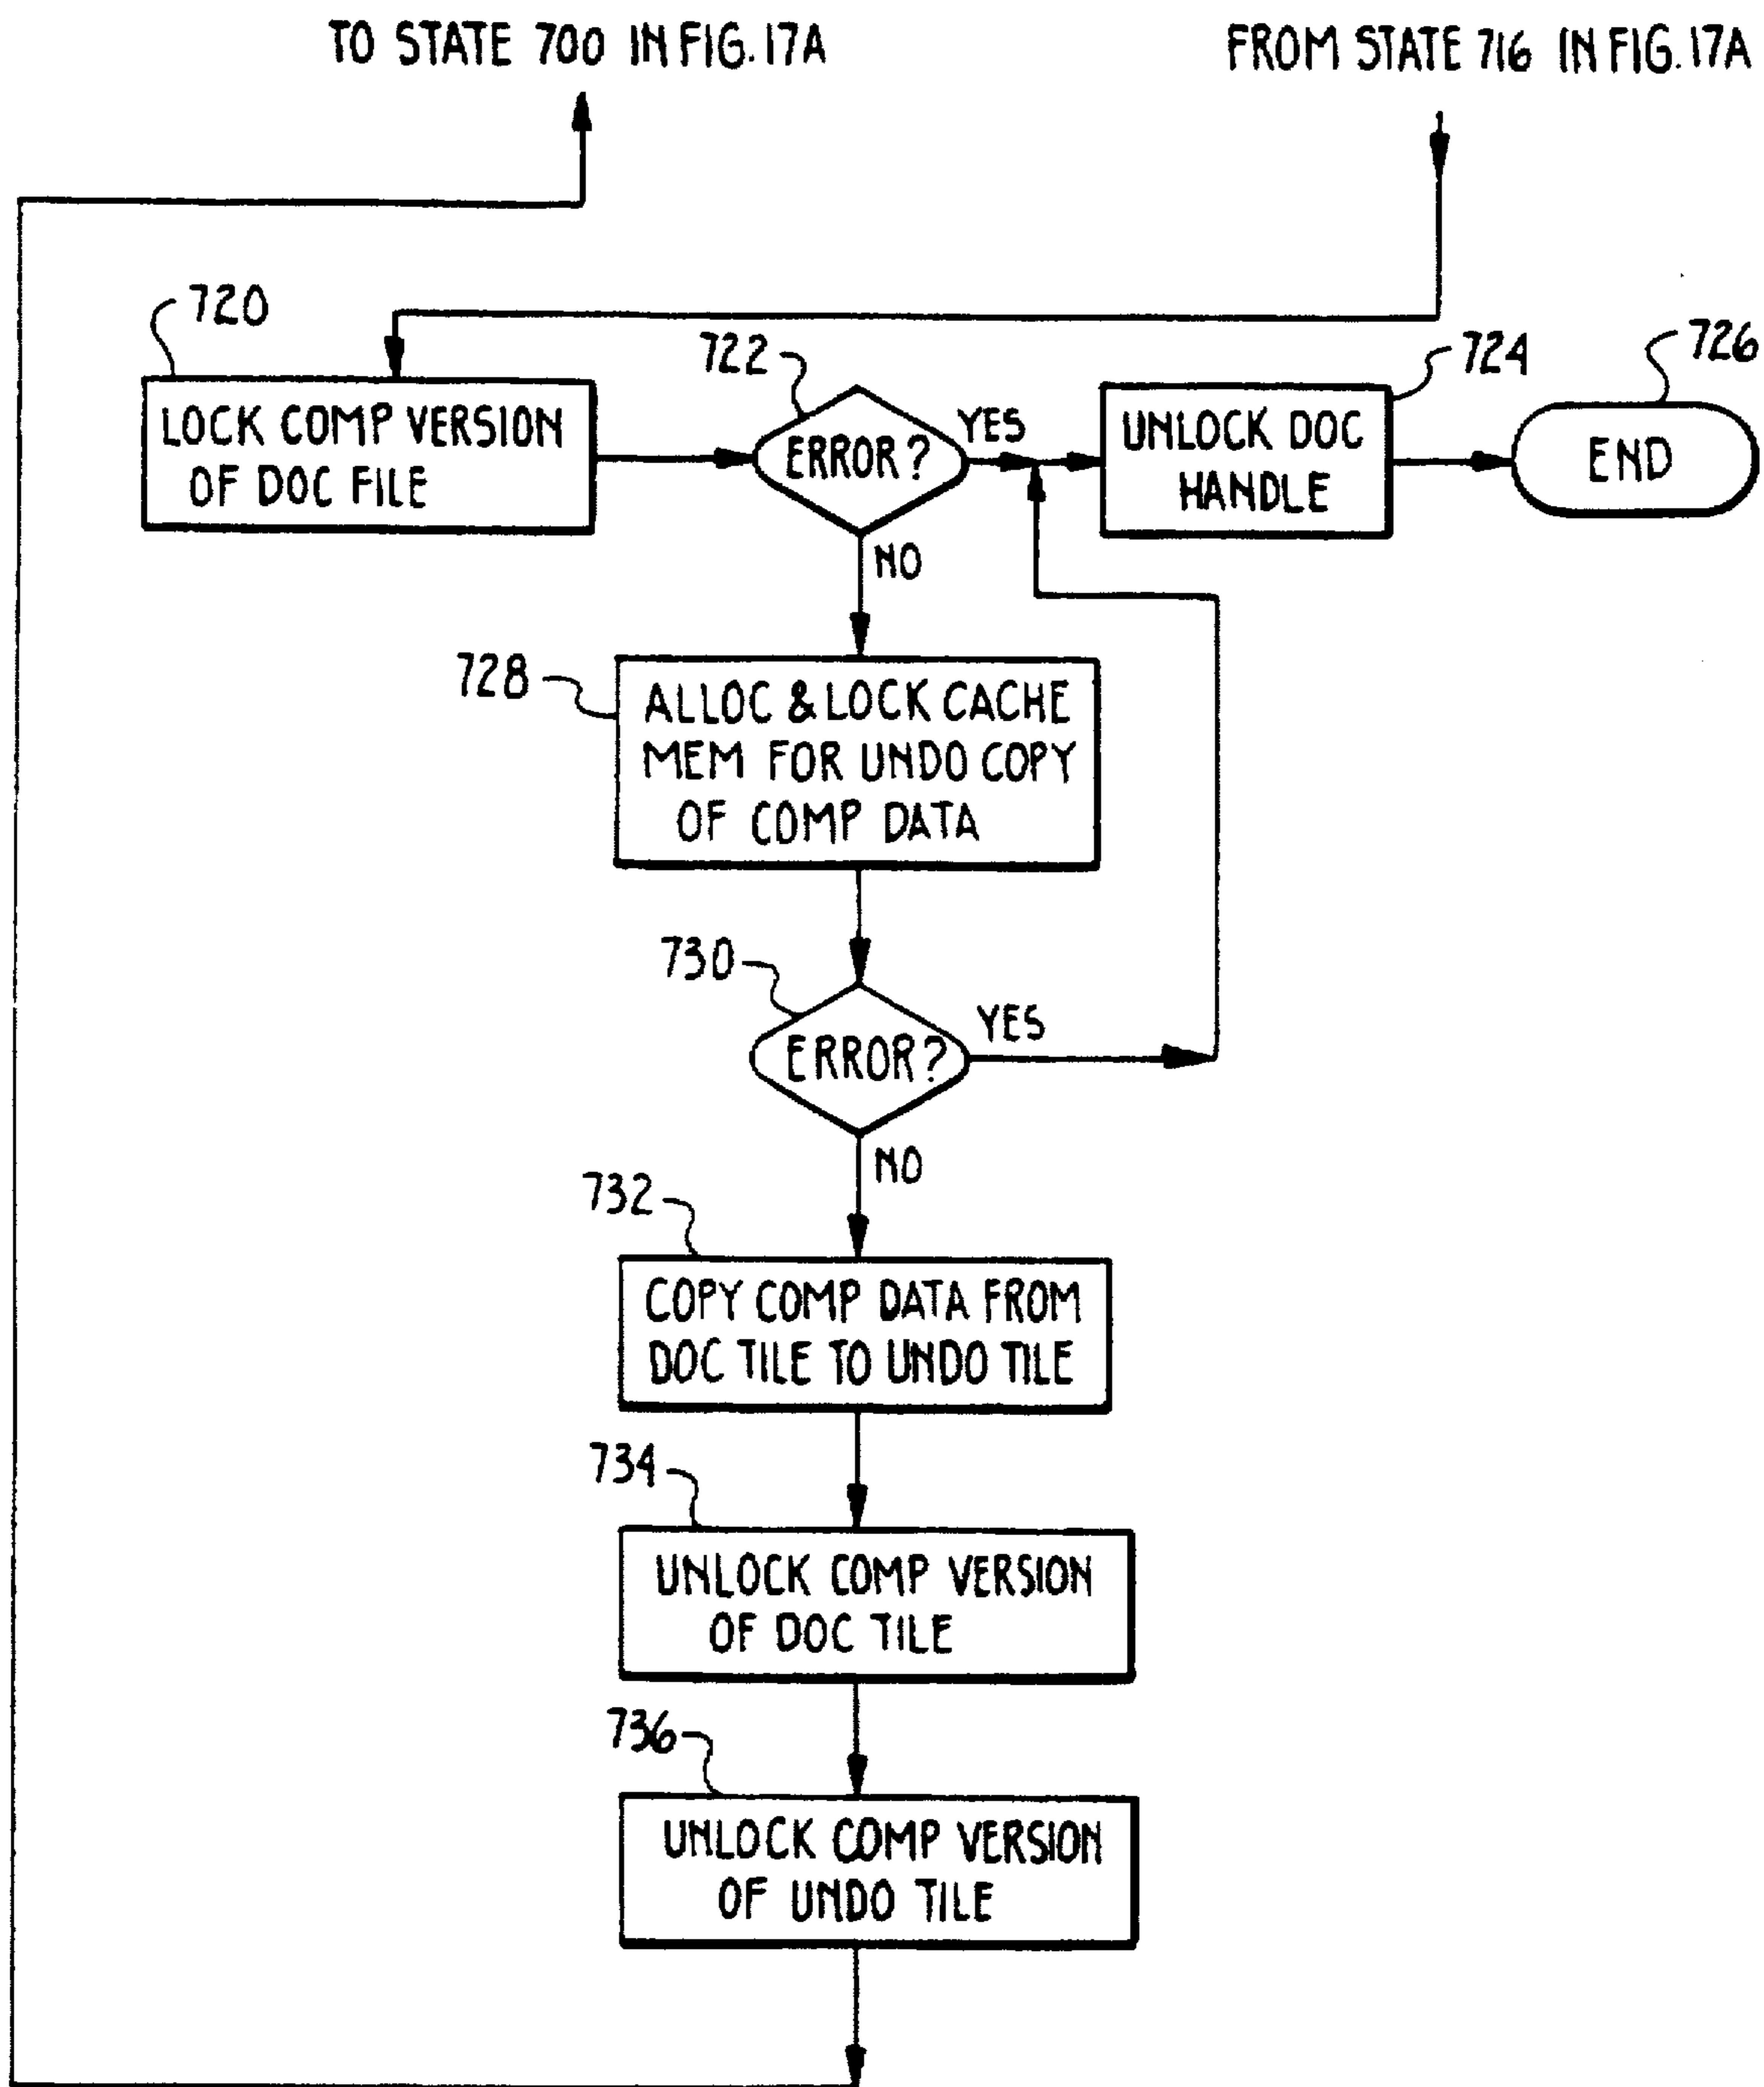 TO STATE 700 IN FIG. 17A
FROM STATE 716 IN FIG. 17A
720
722
724
726
LOCK COMP VERSION
OF DOC FILE
ERROR?
YES
UNLOCK DOC
HANDLE
END
NO
728
ALLOC & LOCK CACHE
MEM FOR UNDO COPY
OF COMP DATA
730
ERROR?
YES
NO
732
COPY COMP DATA FROM
DOC TILE TO UNDO TILE
734
UNLOCK COMP VERSION
OF DOC TILE
736
UNLOCK COMP VERSION
OF UNDO TILE